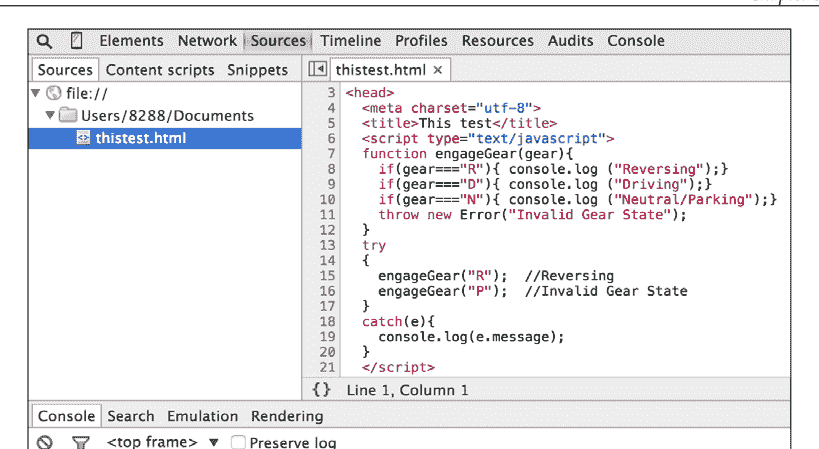 Elements Network Sources Timeline Profiles Resources Audits Console
Sources Content scripts Snippets
thistest.html ×
file://
Users/8288/Documents
thistest.html
3 <head>
4 <meta charset="utf-8">
5 <title>This test</title>
6 <script type="text/javascript">
7 function engageGear(gear){
8 if(gear==="R"){ console.log ("Reversing");}
9 if(gear==="D"){ console.log ("Driving");}
10 if(gear==="N"){ console.log ("Neutral/Parking");}
11 throw new Error("Invalid Gear State");
12 }
13 try
14 {
15 engageGear("R");  //Reversing
16 engageGear("P");  //Invalid Gear State
17 }
18 catch(e){
19 console.log(e.message);
20 }
21 </script>
{} Line 1, Column 1
Console Search Emulation Rendering
<top frame> ▼ Preserve log